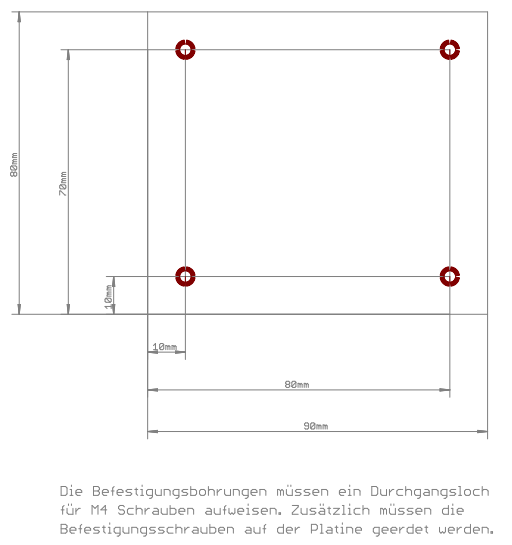 80mm
70mm
10mm
10mm
80mm
90mm
Die Befestigungsbohrungen müssen ein Durchgangsloch
für M4 Schrauben aufweisen. Zusätzlich müssen die
Befestigungsschrauben auf der Platine geerdet werden.